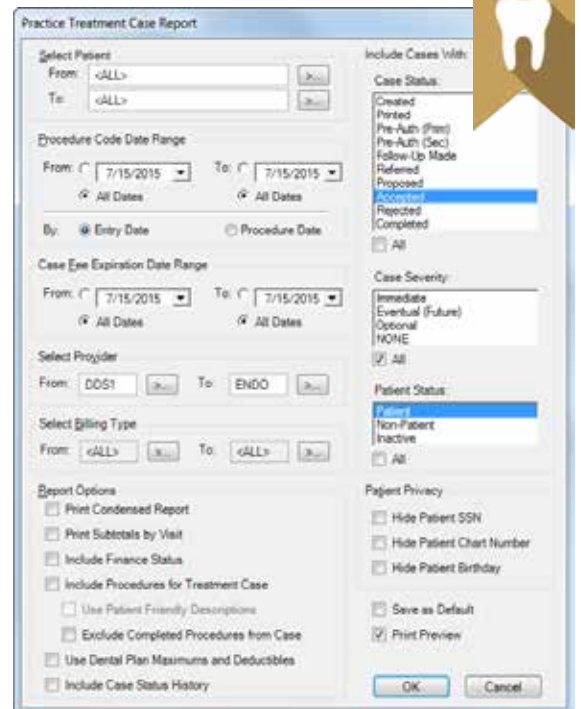 Practice Treatment Case Report
Select Patient
From: <ALL> >...
To: <ALL> >...
Procedure Code Date Range
From: 7/15/2015 To: 7/15/2015
All Dates All Dates
By: Entry Date Procedure Date
Case Fee Expiration Date Range
From: 7/15/2015 To: 7/15/2015
All Dates All Dates
Select Provider
From: DDS1 >... To: ENDO >...
Select Billing Type
From: <ALL> >... To: <ALL> >...
Report Options
Print Condensed Report
Print Subtotals by Visit
Include Finance Status
Include Procedures for Treatment Case
Use Patient Friendly Descriptions
Exclude Completed Procedures from Case
Use Dental Plan Maximums and Deductibles
Include Case Status History
Include Cases With:
Case Status:
Created
Printed
Pre-Auth (Prim)
Pre-Auth (Sec)
Follow-Up Made
Referred
Proposed
Accepted
Rejected
Completed
All
Case Severity:
Immediate
Eventual (Future)
Optional
NONE
All
Patient Status:
Patient
Non-Patient
Inactive
All
Patient Privacy
Hide Patient SSN
Hide Patient Chart Number
Hide Patient Birthday
Save as Default
Print Preview
OK Cancel